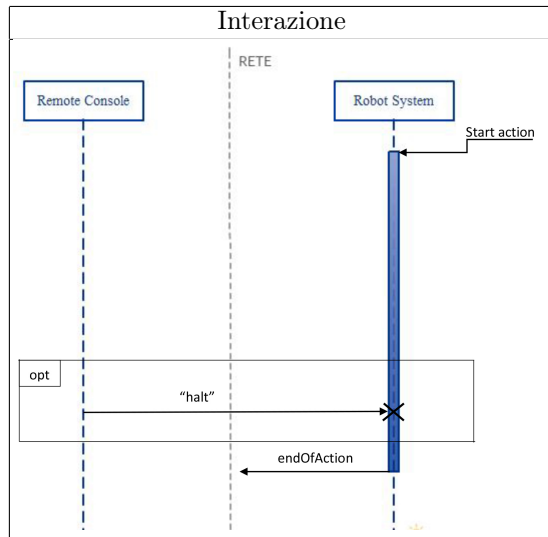 Interazione
RETE
Remote Console
Robot System
Start action
opt
“halt”
endOfAction